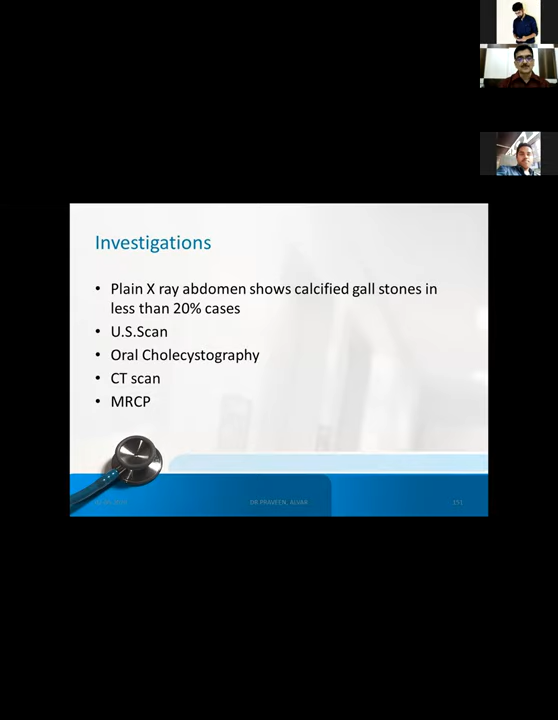 Investigations
• Plain X ray abdomen shows calcified gall stones in
less than 20% cases
• U.S.Scan
• Oral Cholecystography
• CT scan
• MRCP
DR PRAVEEN, ALVAR
151